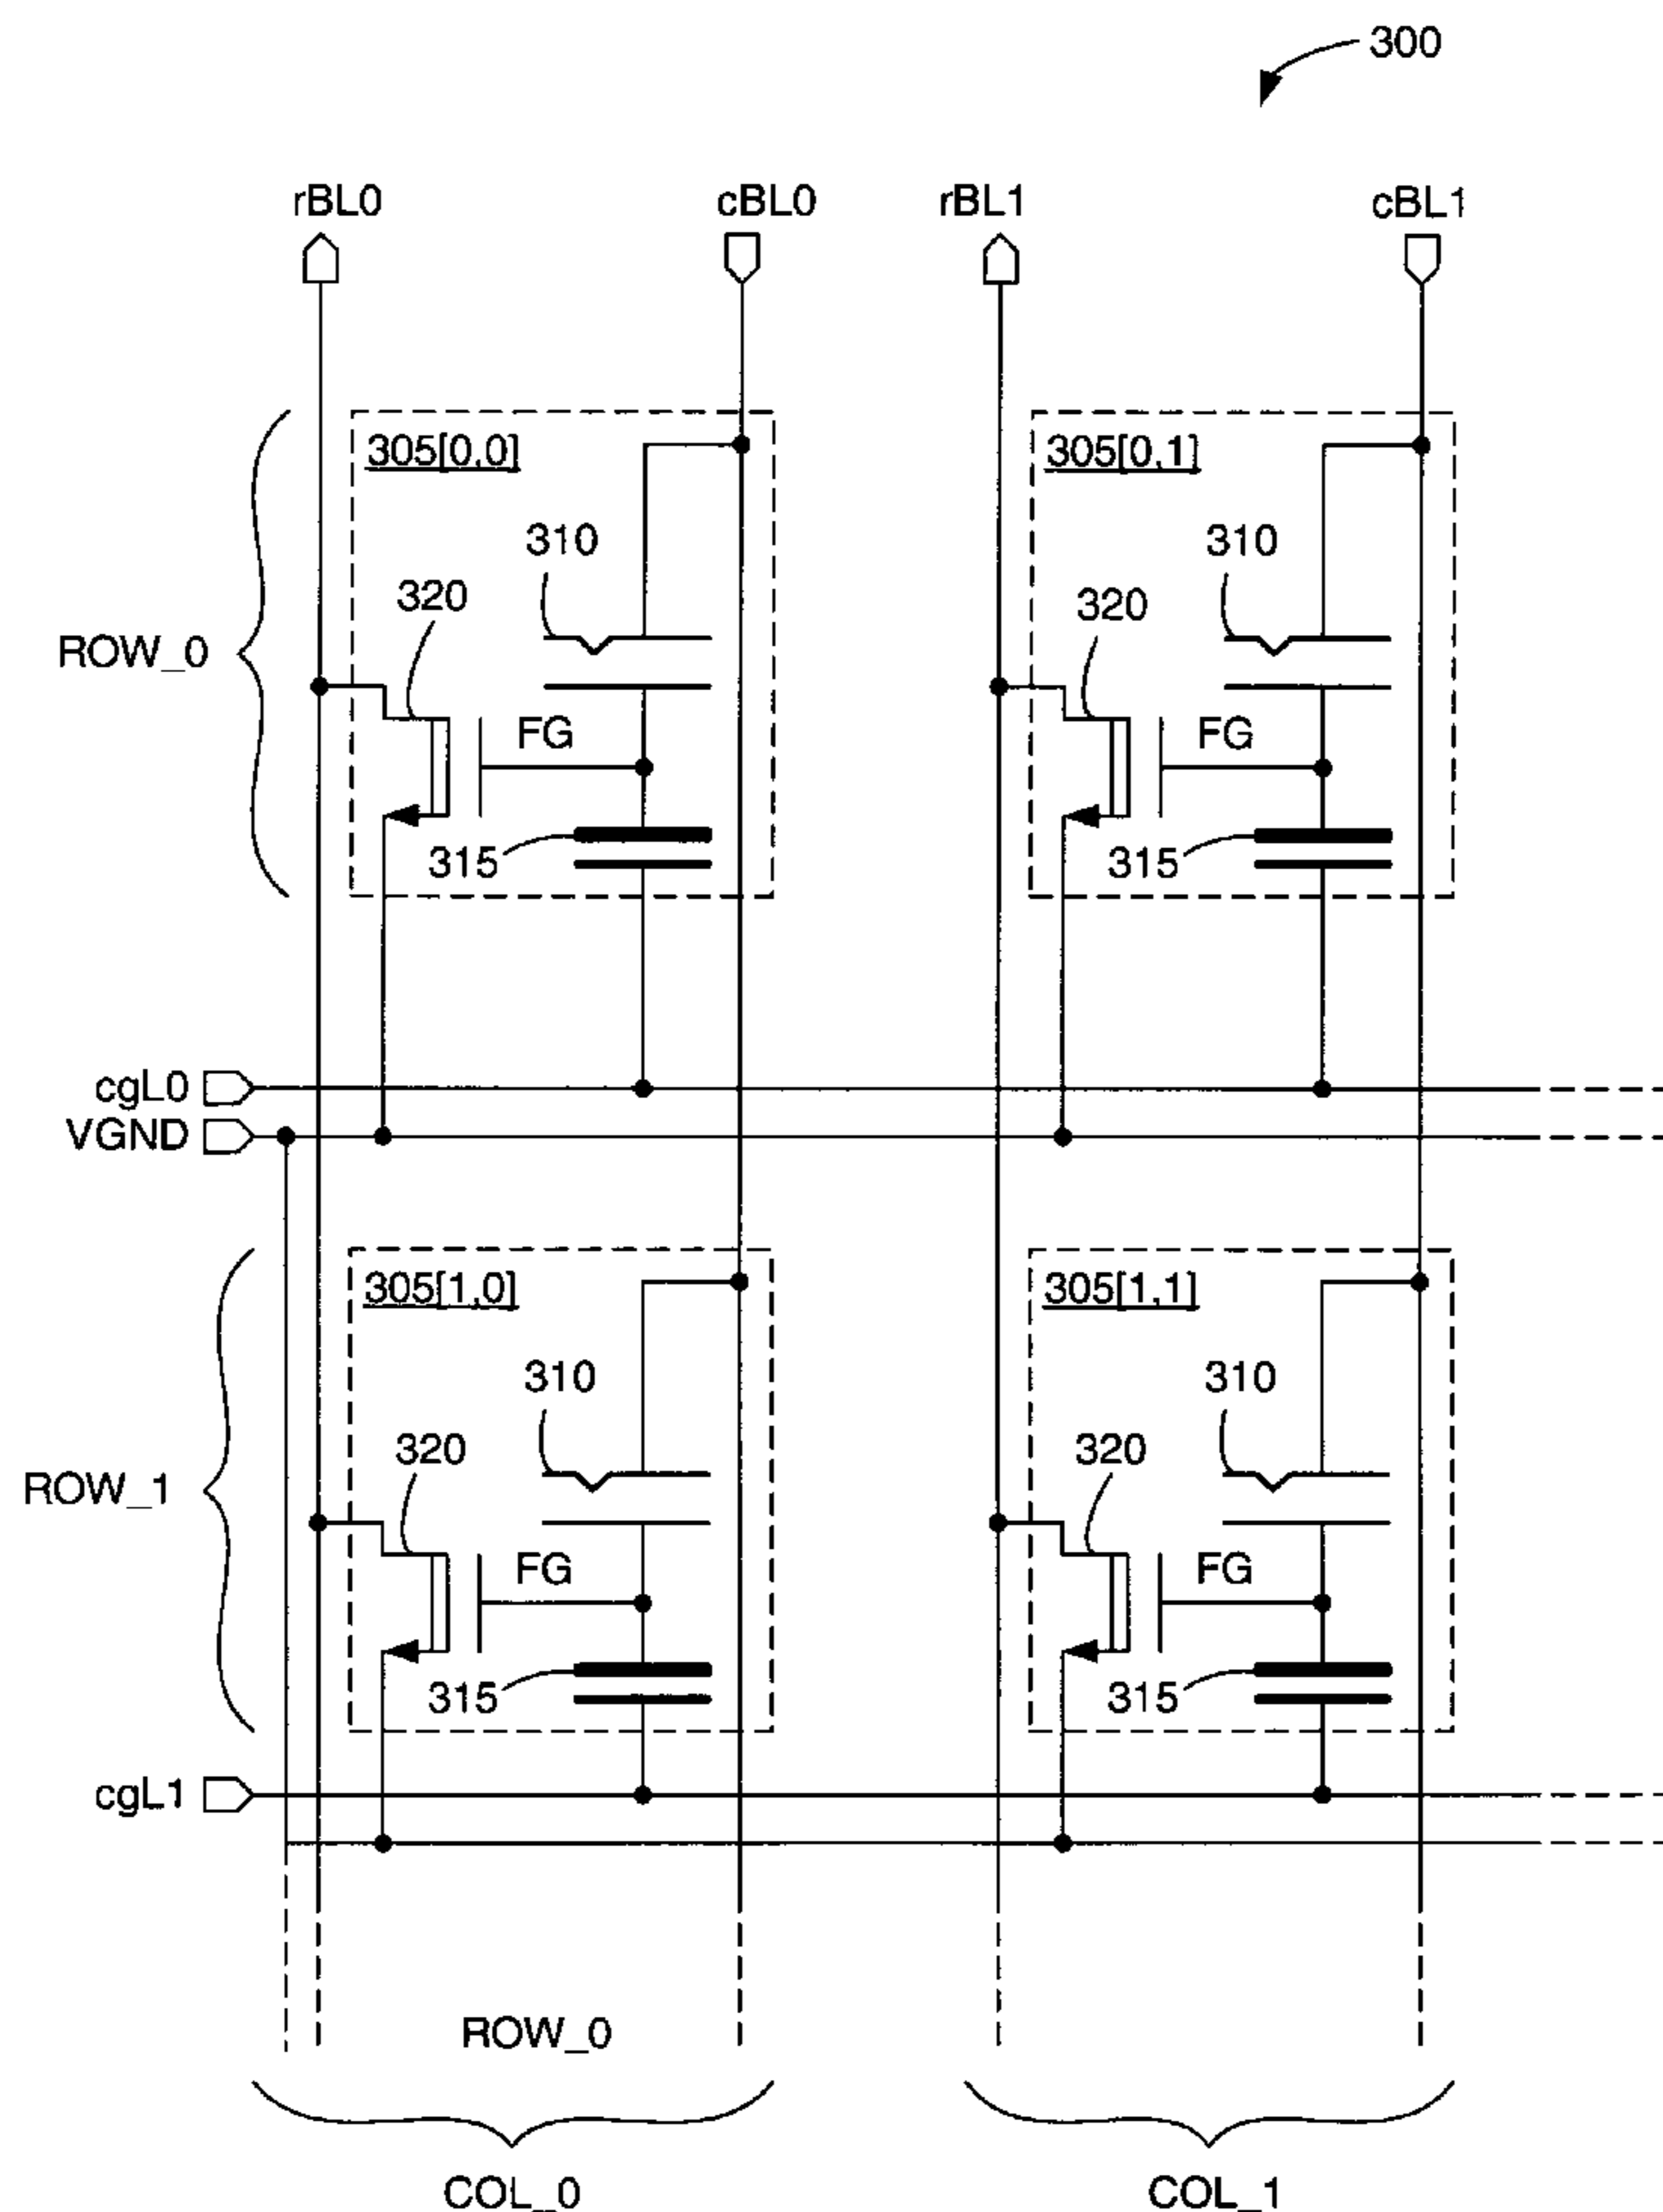 300
rBL0 cBL0 rBL1 cBL1
305[0,0] 305[0,1]
310 310
320 320
ROW_0
FG FG
315 315
cgL0
VGND
305[1,0] 305[1,1]
310 310
320 320
ROW_1
FG FG
315 315
cgL1
ROW_0
COL_0 COL_1